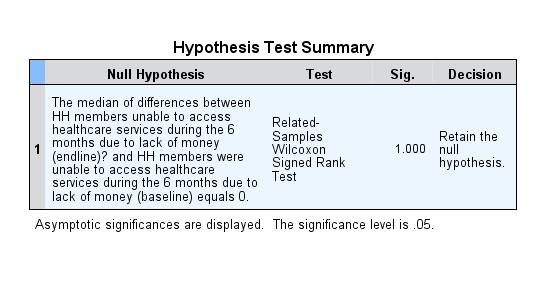 Hypothesis Test Summary
Null Hypothesis Test Sig. Decision
1
The median of differences between
HH members unable to access
healthcare services during the 6
months due to lack of money
(endline)? and HH members were
unable to access healthcare
services during the 6 months due to
lack of money (baseline) equals 0.
Related-
Samples
Wilcoxon
Signed Rank
Test
1.000
Retain the
null
hypothesis.
Asymptotic significances are displayed. The significance level is .05.